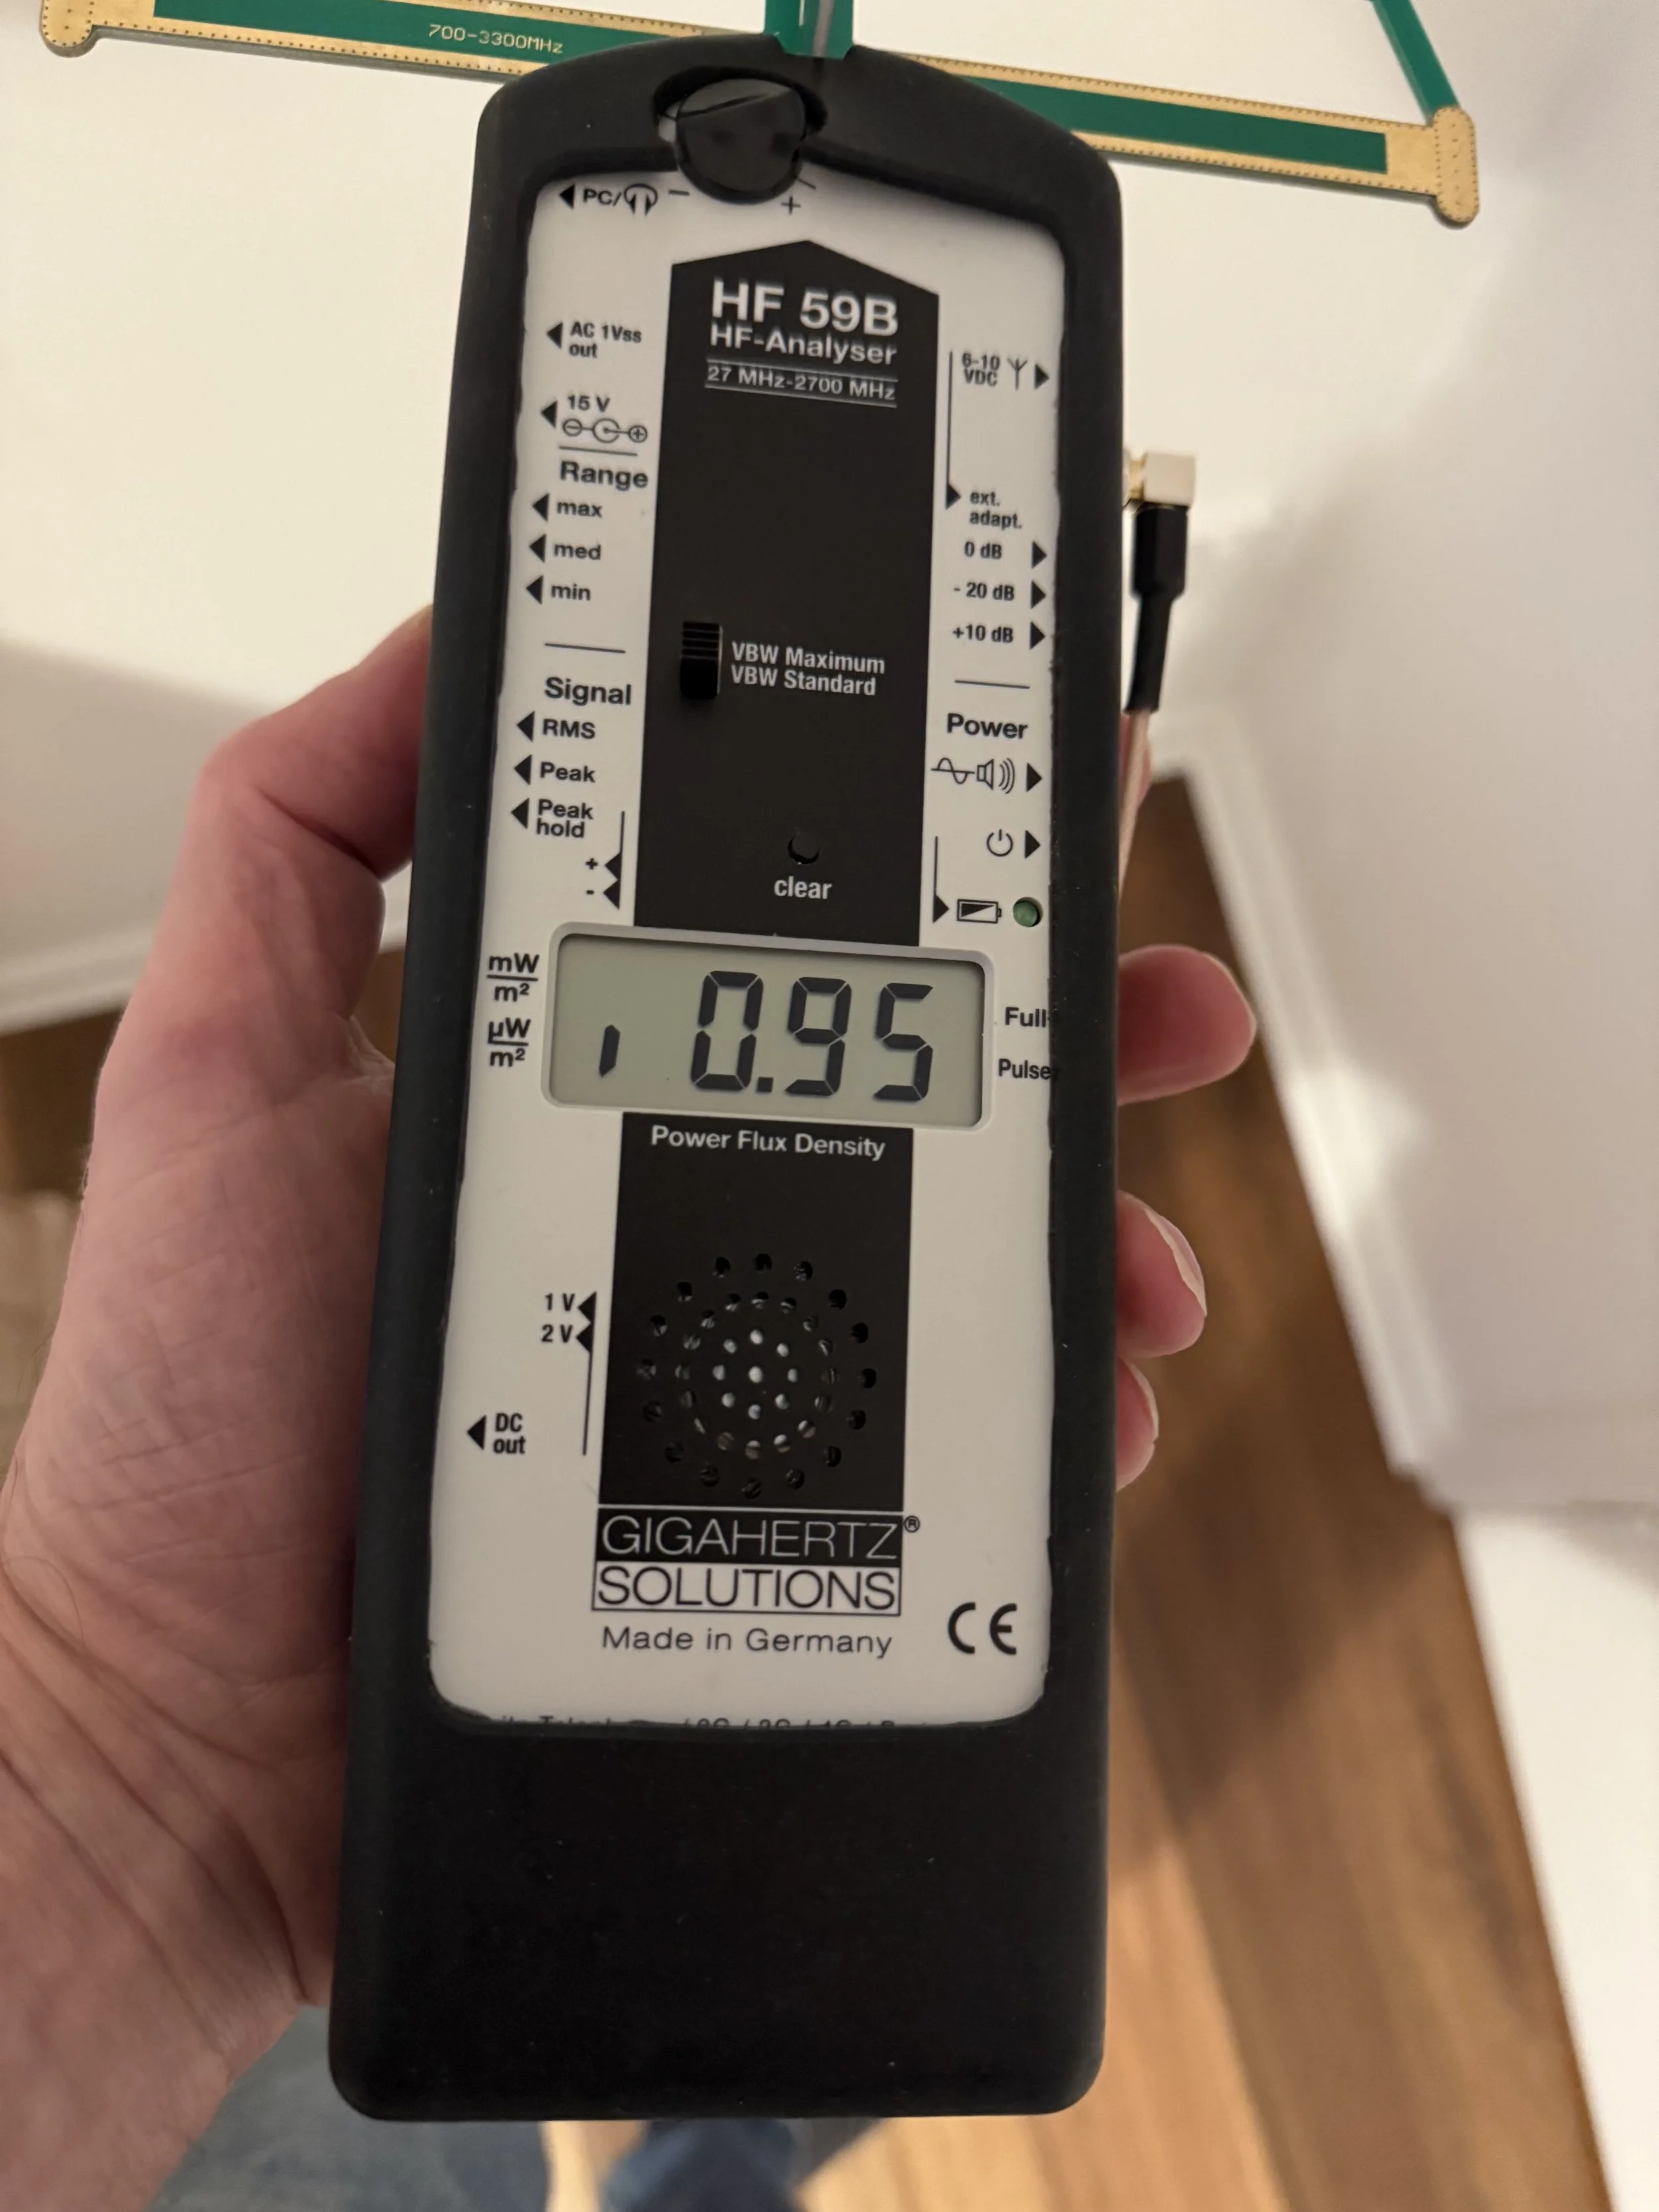 700-3300MHz
PC/
-
+
HF 59B
HF-Analyser
27 MHz-2700 MHz
AC 1Vss
out
15 V
Range
max
med
min
6-10
VDC
ext.
adapt.
0 dB
- 20 dB
+10 dB
VBW Maximum
VBW Standard
Signal
RMS
Peak
Peak
hold
+
-
Power
clear
mW
m²
µW
m²
0.95
Full
Pulse
Power Flux Density
1 V
2 V
DC
out
GIGAHERTZ®
SOLUTIONS
Made in Germany
CE